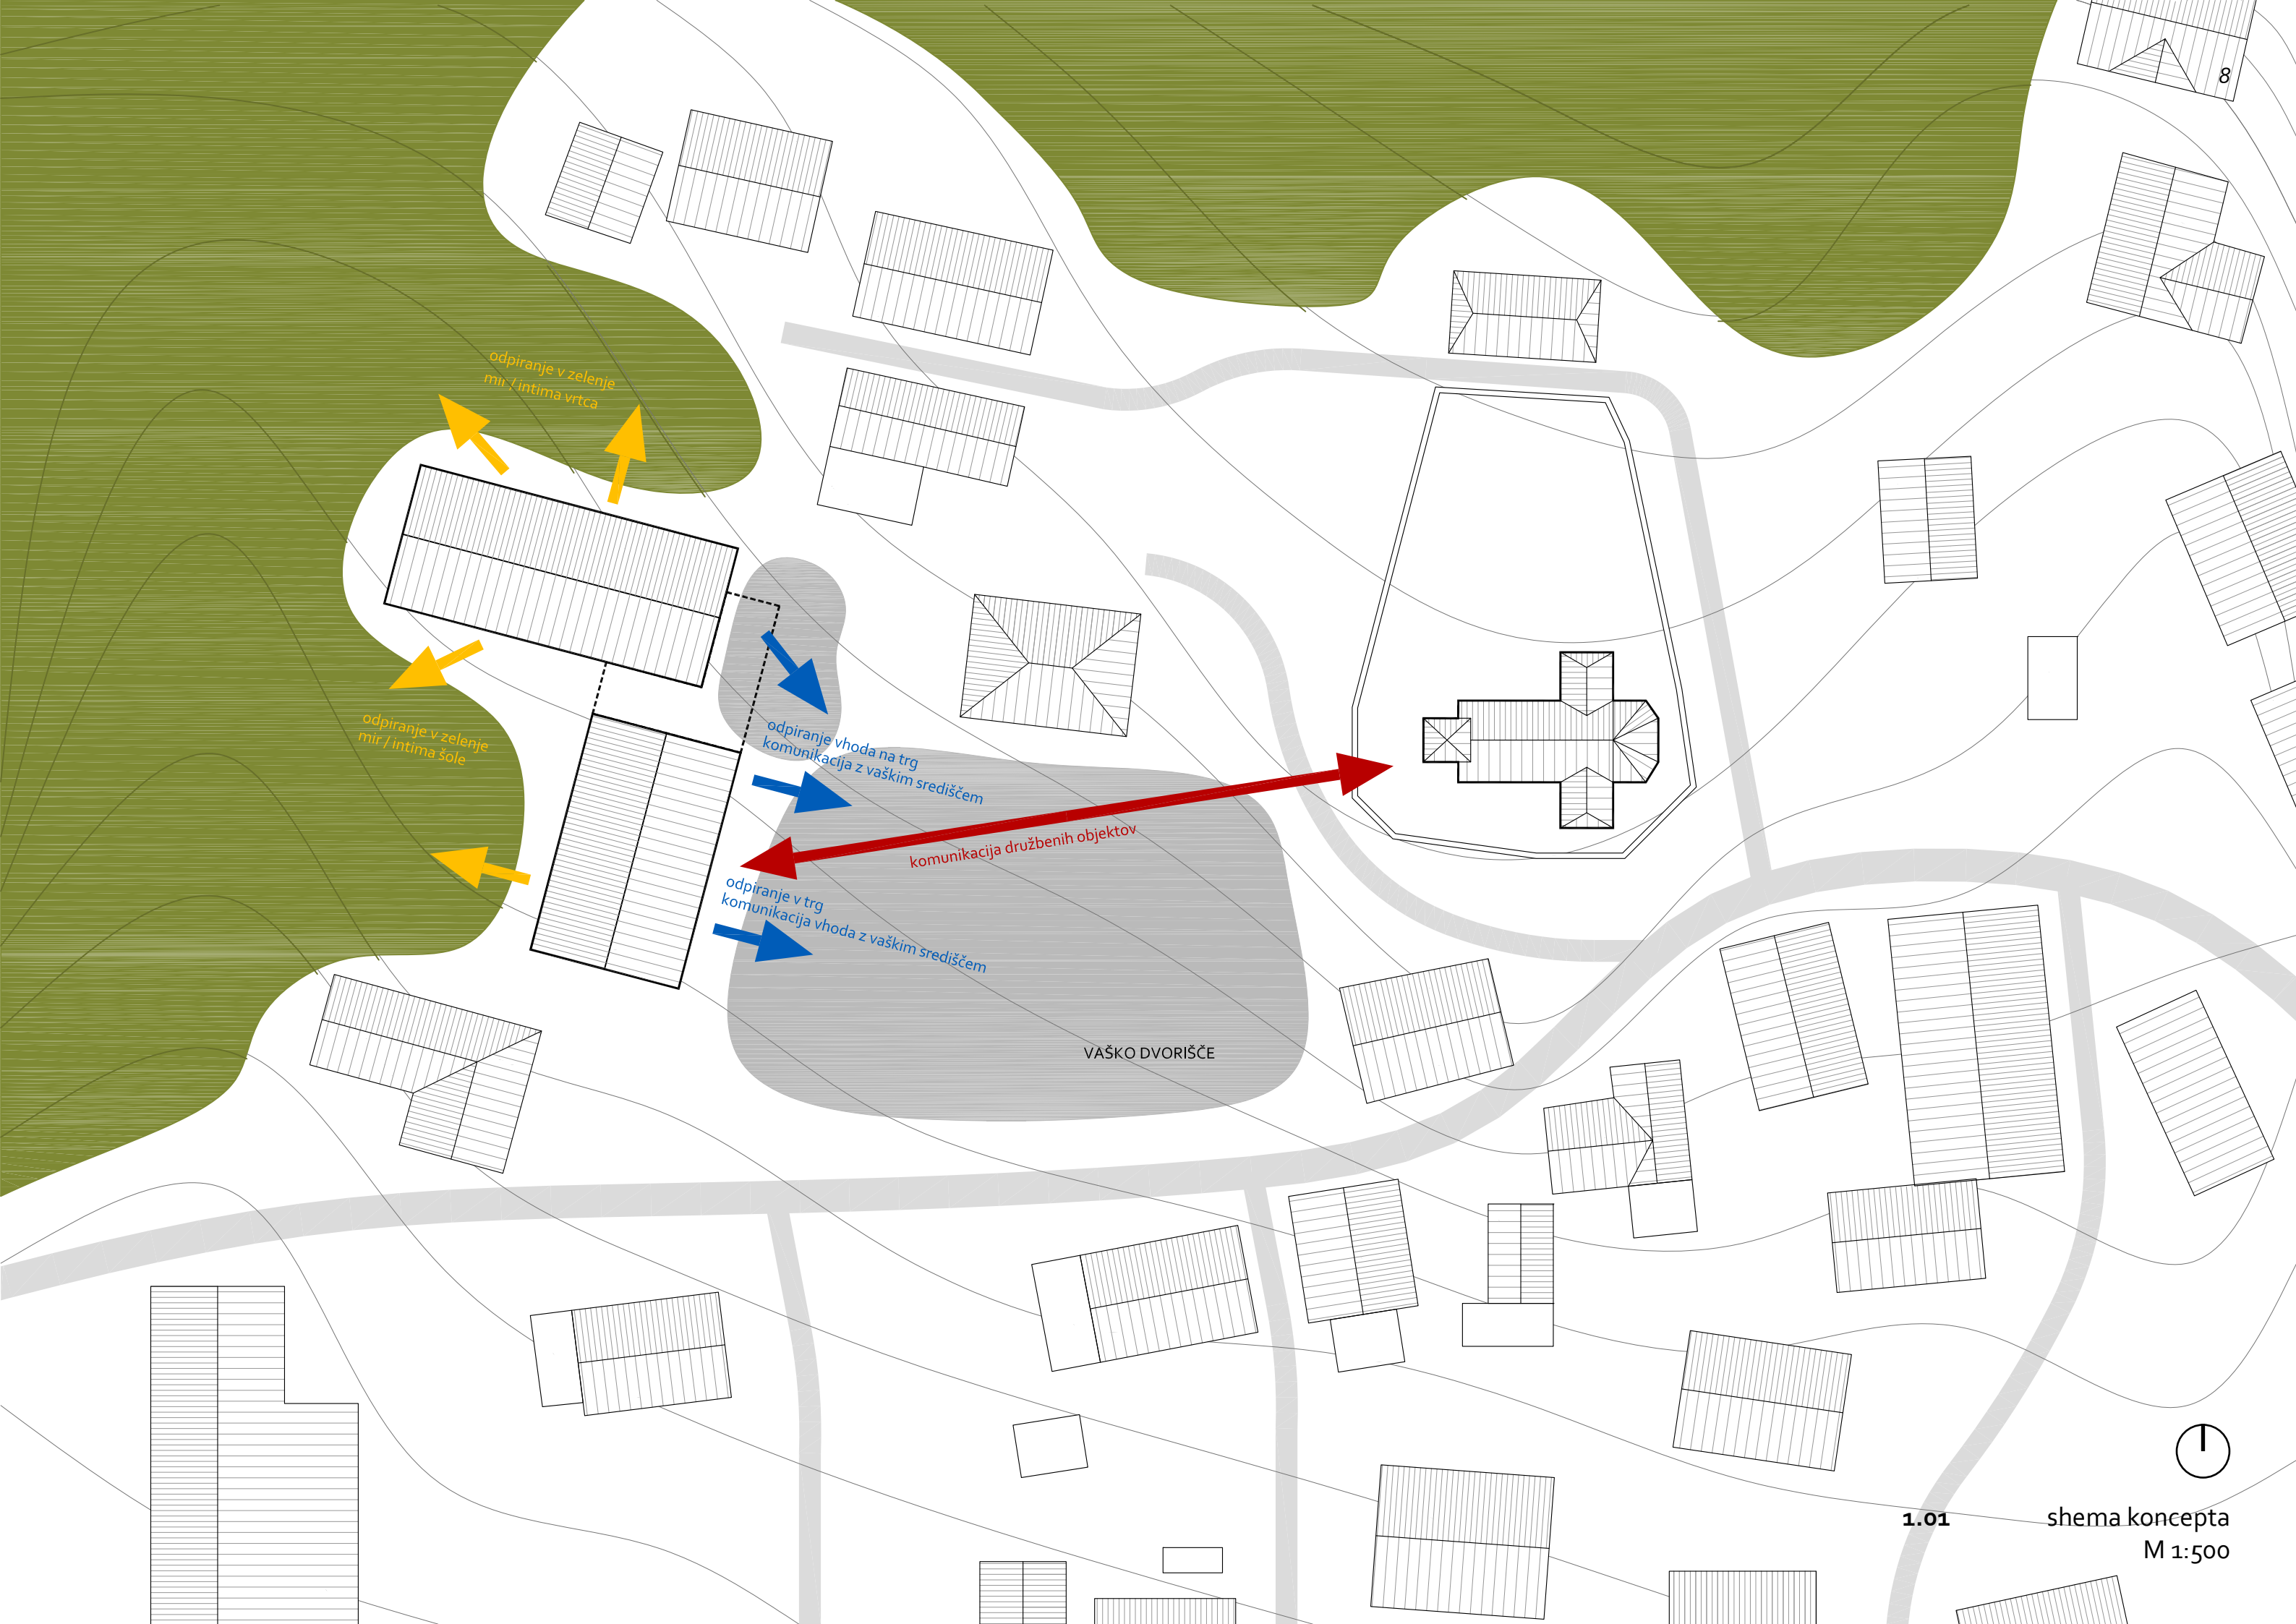 8
odpiranje v zelenje
mir / intima vrtca
odpiranje v zelenje
mir / intima šole
odpiranje vhoda na trg
komunikacija z vaškim središčem
komunikacija družbenih objektov
odpiranje v trg
komunikacija vhoda z vaškim središčem
VAŠKO DVORIŠČE
1.01 shema koncepta
M 1:500